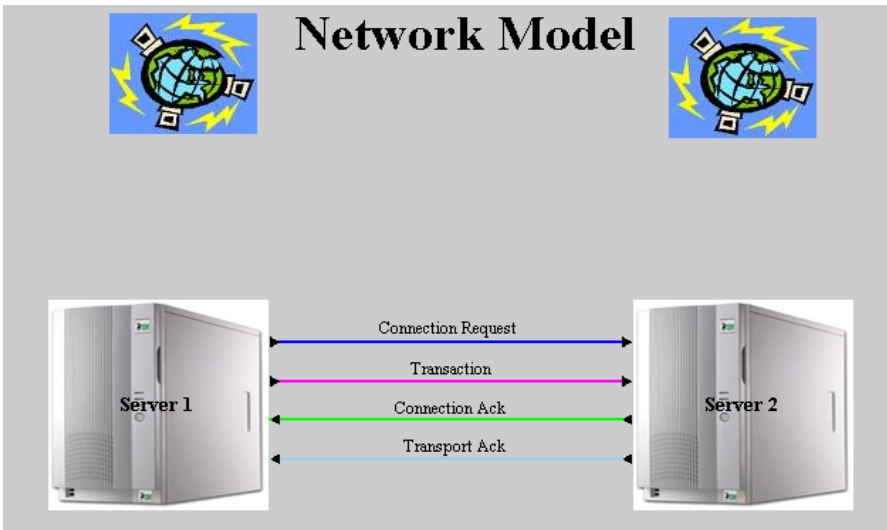 Network Model
Connection Request
Transaction
Server 1
Connection Ack
Server 2
Transport Ack